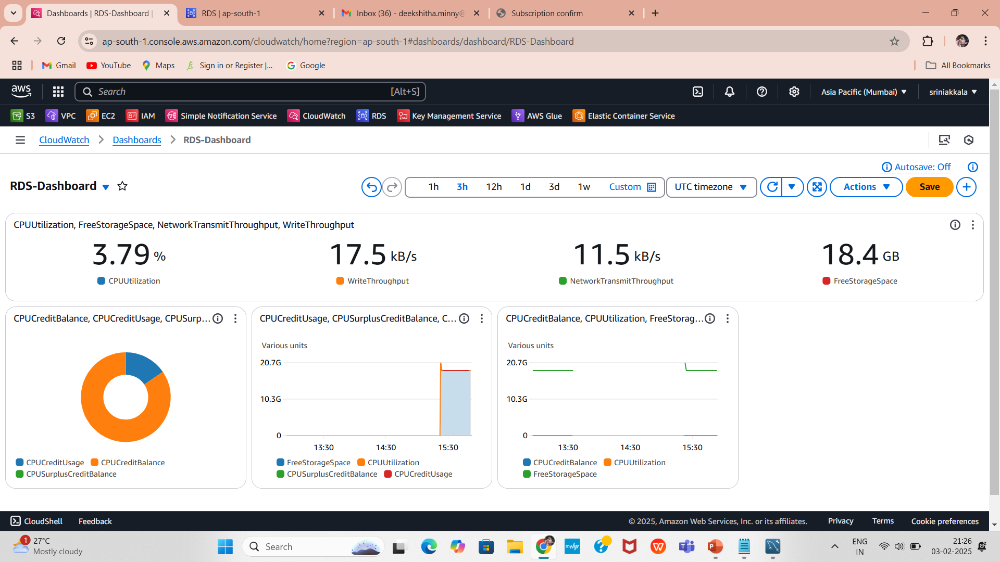 Dashboards | RDS-Dashboard |
RDS | ap-south-1
Inbox (36) - deekshitha.minny@
Subscription confirm
ap-south-1.console.aws.amazon.com/cloudwatch/home?region=ap-south-1#dashboards/dashboard/RDS-Dashboard
Gmail YouTube Maps Sign in or Register |... Google All Bookmarks
aws Search [Alt+S] Asia Pacific (Mumbai) sriniakkala
S3 VPC EC2 IAM Simple Notification Service CloudWatch RDS Key Management Service AWS Glue Elastic Container Service
CloudWatch Dashboards RDS-Dashboard
Autosave: Off
RDS-Dashboard 1h 3h 12h 1d 3d 1w Custom UTC timezone Actions Save
CPUUtilization, FreeStorageSpace, NetworkTransmitThroughput, WriteThroughput
3.79 % 17.5 kB/s 11.5 kB/s 18.4 GB
CPUUtilization WriteThroughput NetworkTransmitThroughput FreeStorageSpace
CPUCreditBalance, CPUCreditUsage, CPUSurp...
CPUCreditUsage CPUCreditBalance
CPUSurplusCreditBalance
CPUCreditUsage, CPUSurplusCreditBalance, C...
Various units
20.7G
10.3G
0
13:30 14:30 15:30
FreeStorageSpace CPUUtilization
CPUSurplusCreditBalance CPUCreditUsage
CPUCreditBalance, CPUUtilization, FreeStorag...
Various units
20.7G
10.3G
0
13:30 14:30 15:30
CPUCreditBalance CPUUtilization
FreeStorageSpace
CloudShell Feedback © 2025, Amazon Web Services, Inc. or its affiliates. Privacy Terms Cookie preferences
1 27°C
Mostly cloudy
Search
myhp
ENG
IN
21:26
03-02-2025